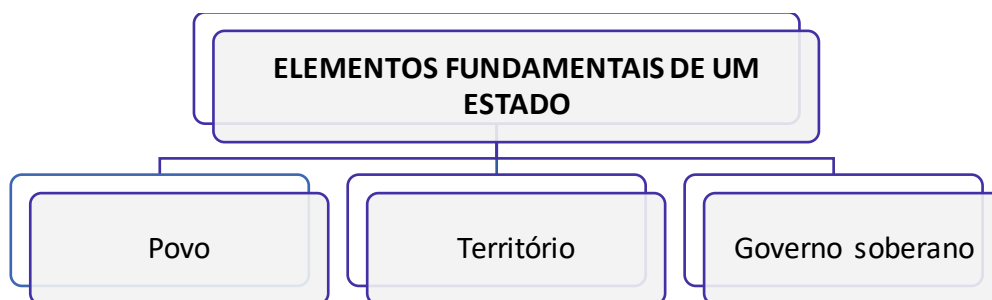 ELEMENTOS FUNDAMENTAIS DE UM
ESTADO
Povo
Território
Governo soberano